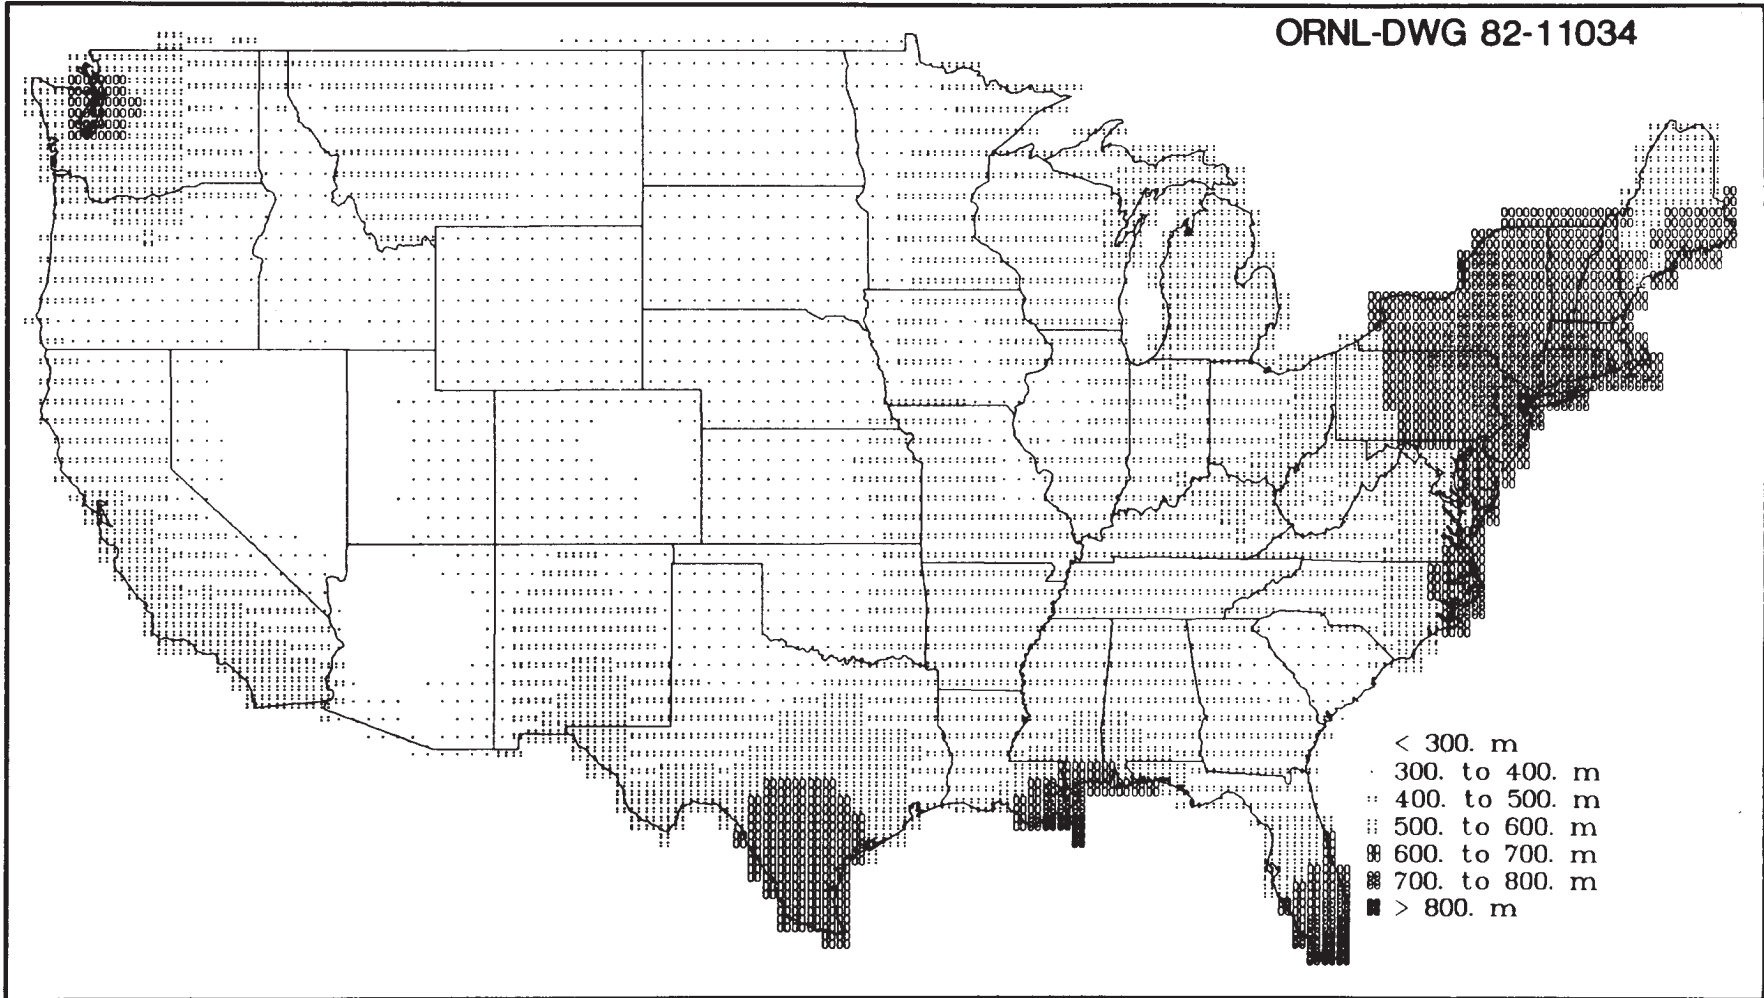 ORNL-DWG 82-11034
< 300. m
300. to 400. m
400. to 500. m
500. to 600. m
600. to 700. m
700. to 800. m
> 800. m